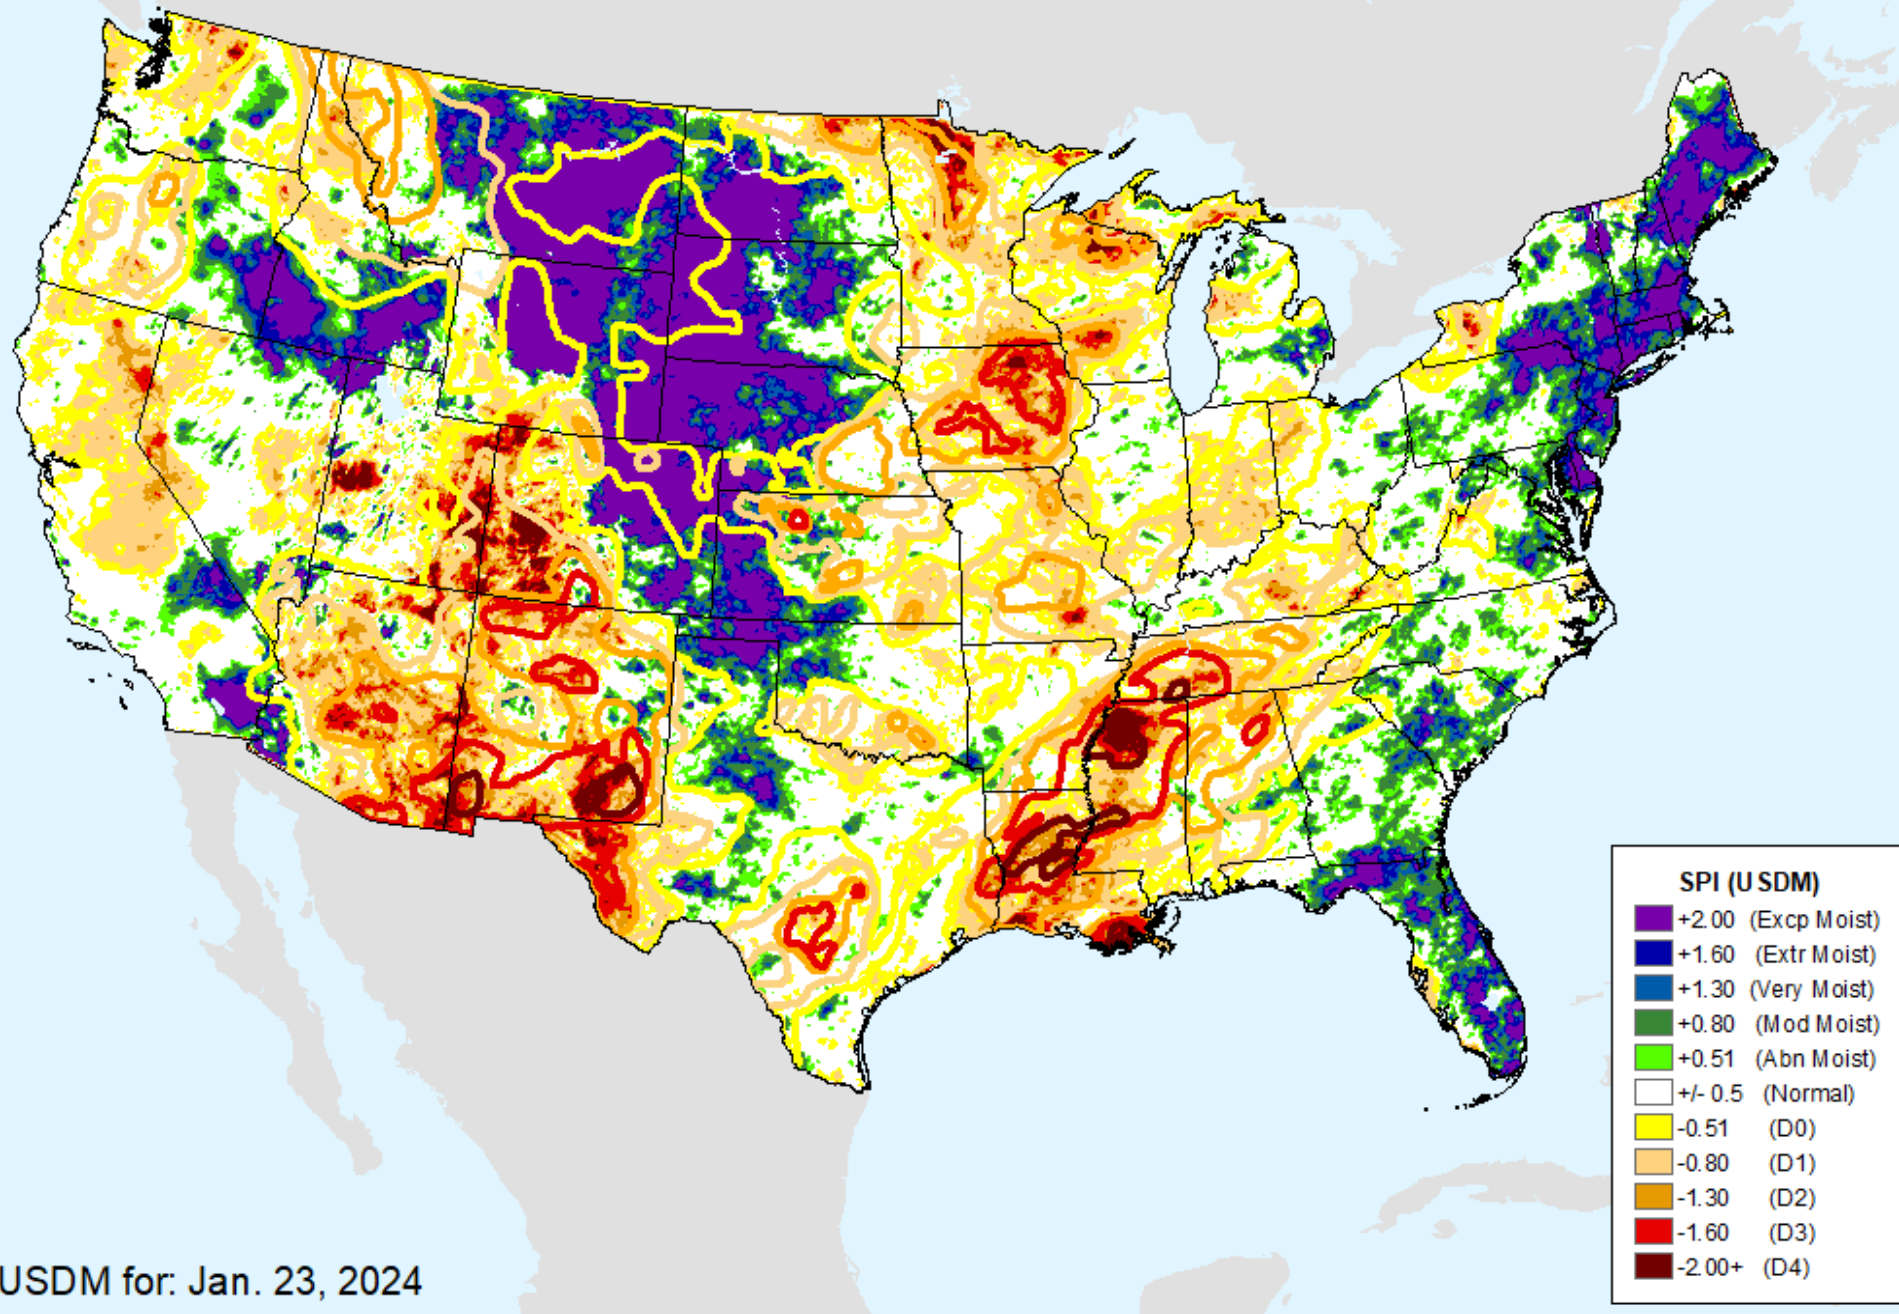 SPI (USDM)
+2.00 (Excp Moist)
+1.60 (Extr Moist)
+1.30 (Very Moist)
+0.80 (Mod Moist)
+0.51 (Abn Moist)
+/- 0.5 (Normal)
-0.51 (D0)
-0.80 (D1)
-1.30 (D2)
-1.60 (D3)
-2.00+ (D4)
USDM for: Jan. 23, 2024